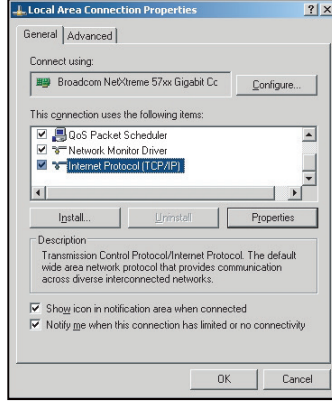 Local Area Connection Properties
General
Advanced
Connect using:
Broadcom NetXtreme 57xx Gigabit Cc
Configure...
This connection uses the following items:
QoS Packet Scheduler
Network Monitor Driver
Internet Protocol (TCP/IP)
Install...
Uninstall
Properties
Description
Transmission Control Protocol/Internet Protocol. The default
wide area network protocol that provides communication
across diverse interconnected networks.
Show icon in notification area when connected
Notify me when this connection has limited or no connectivity
OK
Cancel